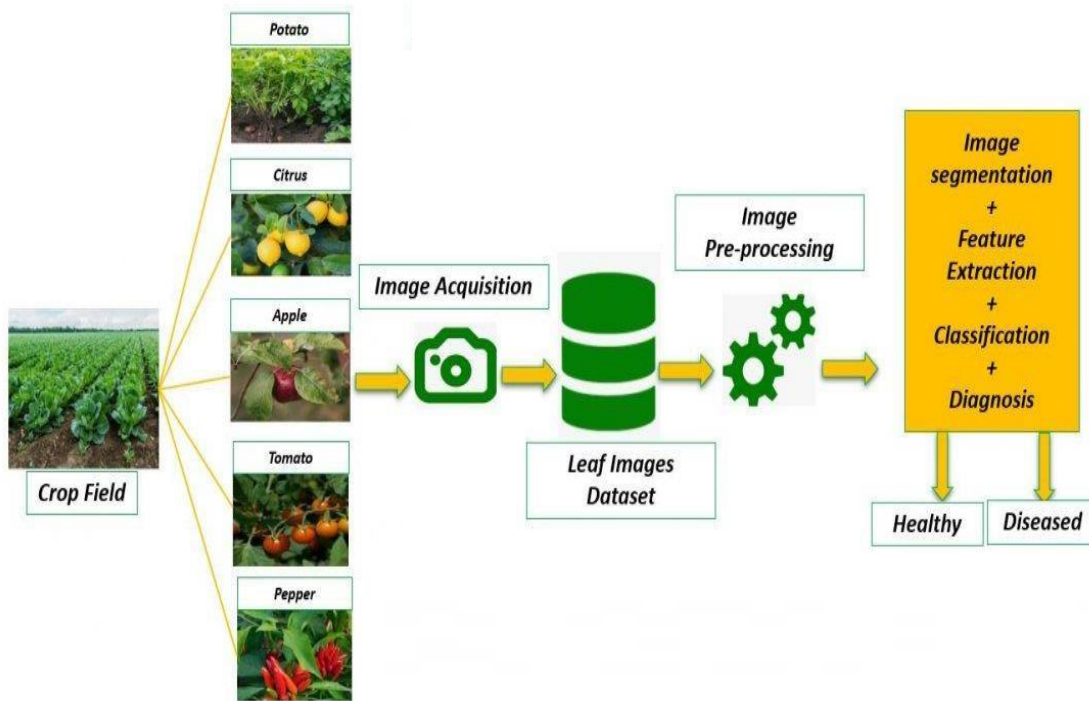 Potato
Citrus
Apple
Tomato
Pepper
Crop Field
Image Acquisition
Leaf Images
Dataset
Image
Pre-processing
Image
segmentation
+
Feature
Extraction
+
Classification
+
Diagnosis
Healthy
Diseased